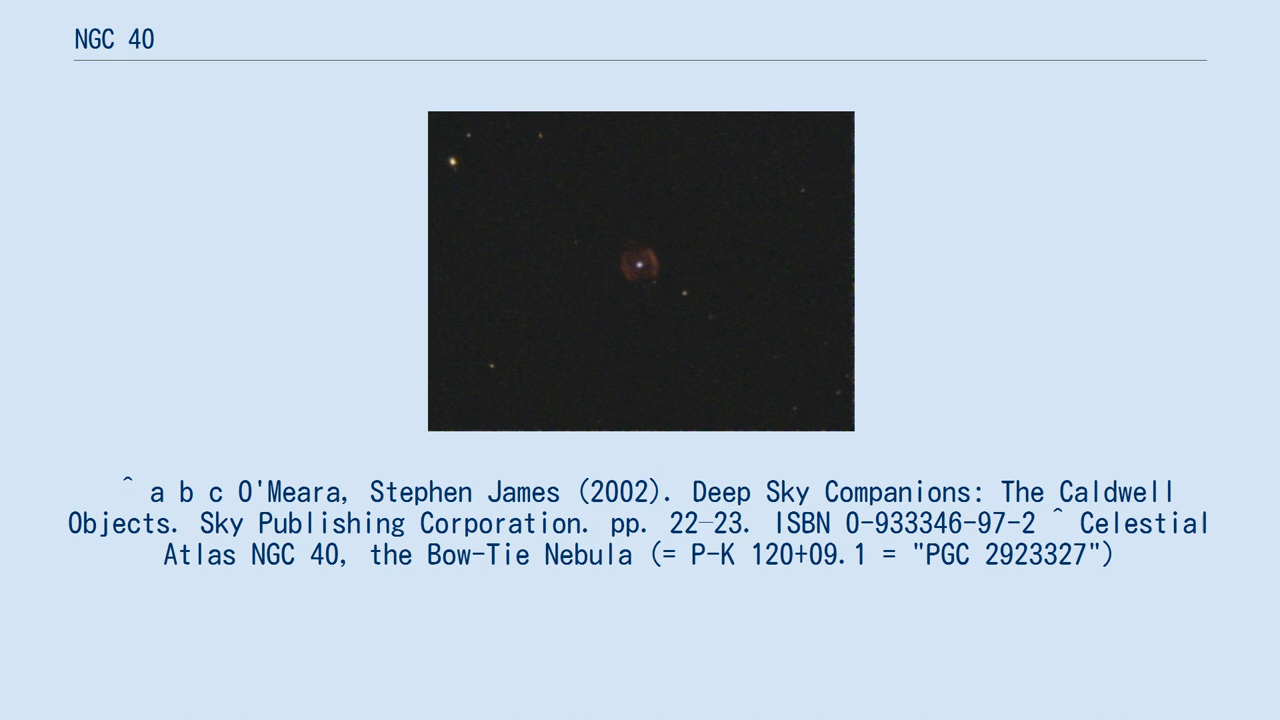 NGC 40
^ a b c O'Meara, Stephen James (2002). Deep Sky Companions: The Caldwell
Objects. Sky Publishing Corporation. pp. 22–23. ISBN 0-933346-97-2 ^ Celestial
Atlas NGC 40, the Bow-Tie Nebula (= P-K 120+09.1 = "PGC 2923327")